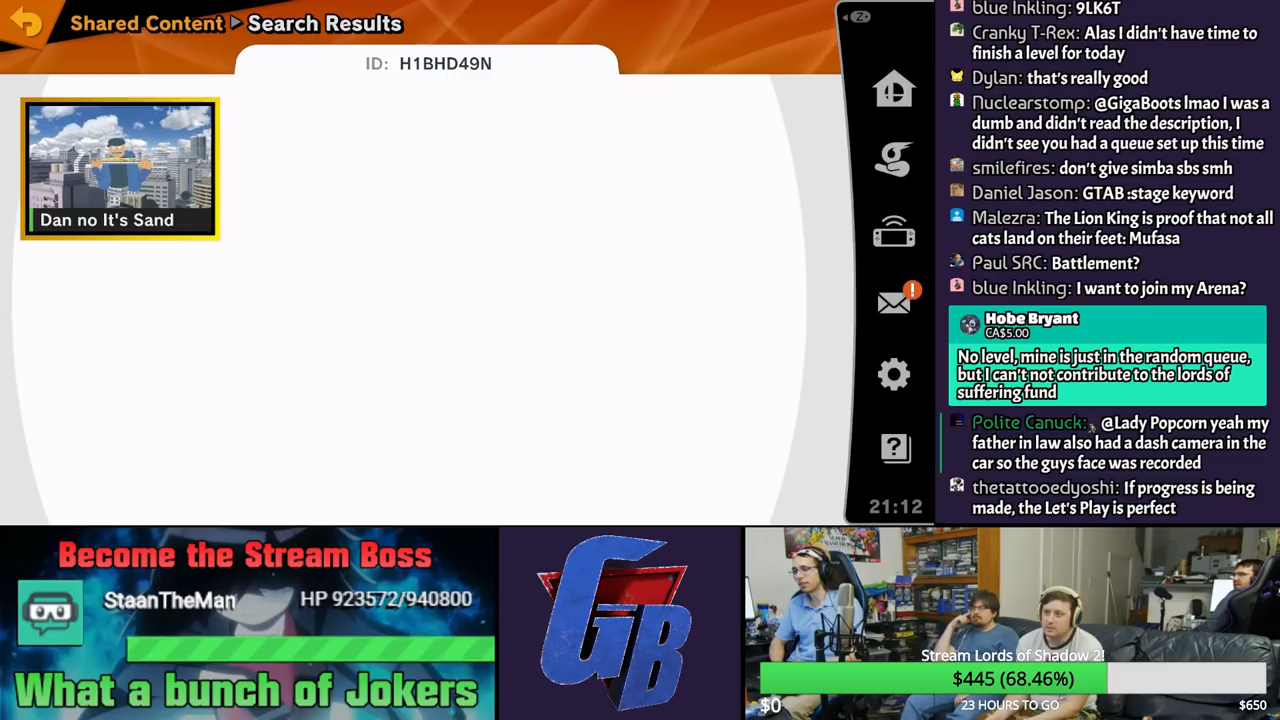 Shared Content ▶ Search Results
ID: H1BHD49N
Dan no It's Sand
21:12
blue Inkling: 9LK6T
Cranky T-Rex: Alas I didn't have time to
finish a level for today
Dylan: that's really good
Nuclearstomp: @GigaBoots lmao I was a
dumb and didn't read the description, I
didn't see you had a queue set up this time
smilefires: don't give simba sbs smh
Daniel Jason: GTAB :stage keyword
Malezra: The Lion King is proof that not all
cats land on their feet: Mufasa
Paul SRC: Battlement?
blue Inkling: I want to join my Arena?
Hobe Bryant
CA$5.00
No level, mine is just in the random queue,
but I can't not contribute to the lords of
suffering fund
Polite Canuck: @Lady Popcorn yeah my
father in law also had a dash camera in the
car so the guys face was recorded
thetattooedyoshi: If progress is being
made, the Let's Play is perfect
Become the Stream Boss
StaanTheMan HP 923572/940800
What a bunch of Jokers
GB
Stream Lords of Shadow 2!
$445 (68.46%)
$0 23 HOURS TO GO $650